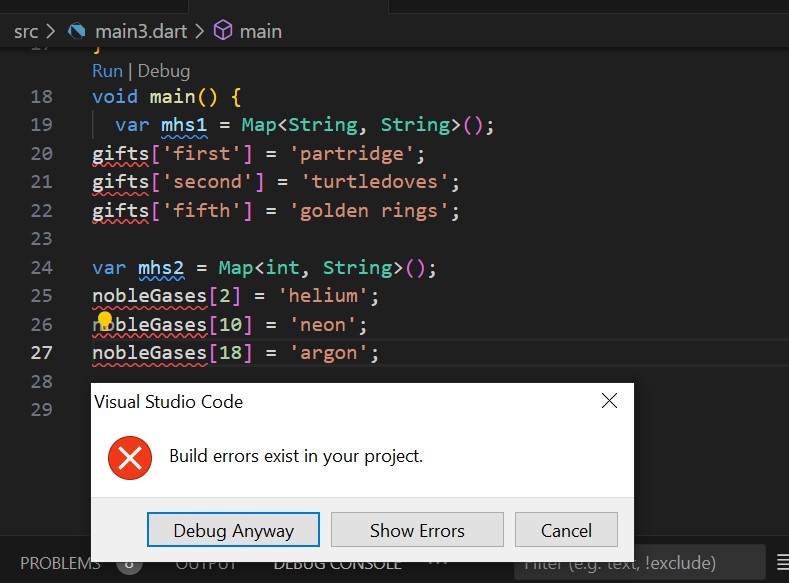 src > main3.dart > main
17 }
Run | Debug
18 void main() {
19 var mhs1 = Map<String, String>();
20 gifts['first'] = 'partridge';
21 gifts['second'] = 'turtledoves';
22 gifts['fifth'] = 'golden rings';
23
24 var mhs2 = Map<int, String>();
25 nobleGases[2] = 'helium';
26 nobleGases[10] = 'neon';
27 nobleGases[18] = 'argon';
28
29
Visual Studio Code
Build errors exist in your project.
Debug Anyway Show Errors Cancel
PROBLEMS OUTPUT DEBUG CONSOLE ... Filter (e.g. text, !exclude)